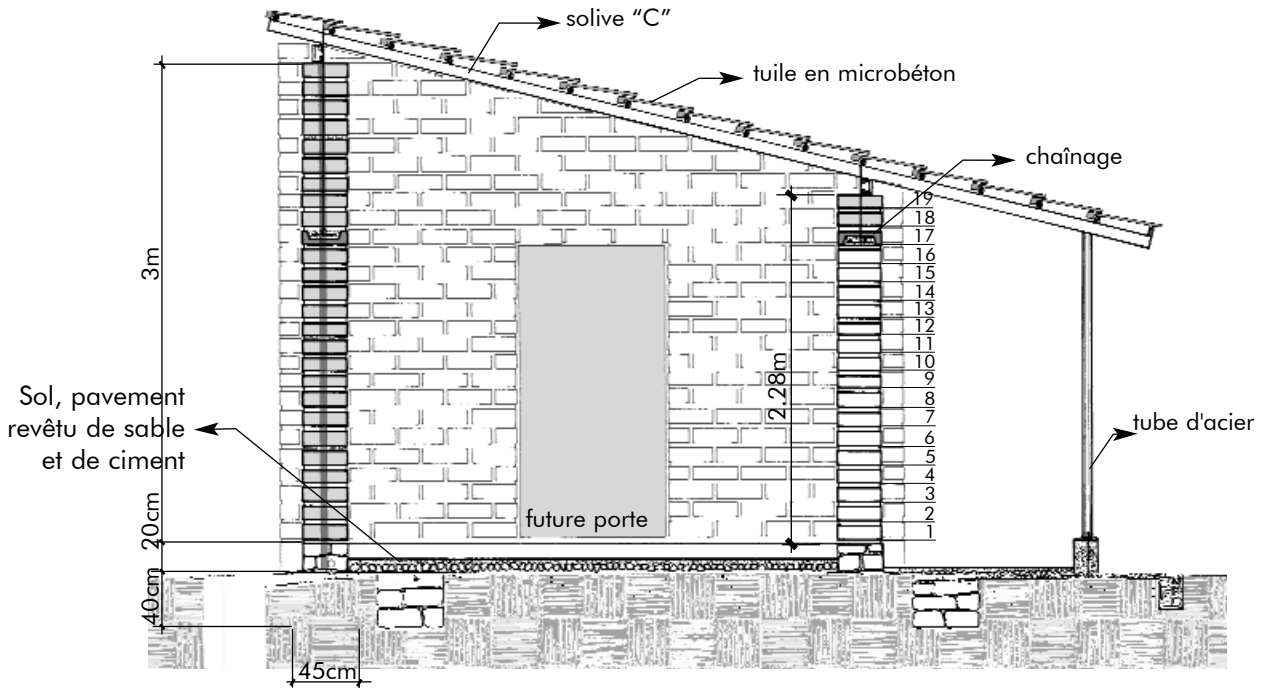 solive “C”
tuile en microbéton
chaînage
19
18
17
16
15
14
13
12
11
10
9
8
7
6
5
4
3
2
1
3m
2.28m
Sol, pavement
revêtu de sable
et de ciment
tube d'acier
future porte
20cm
40cm
45cm